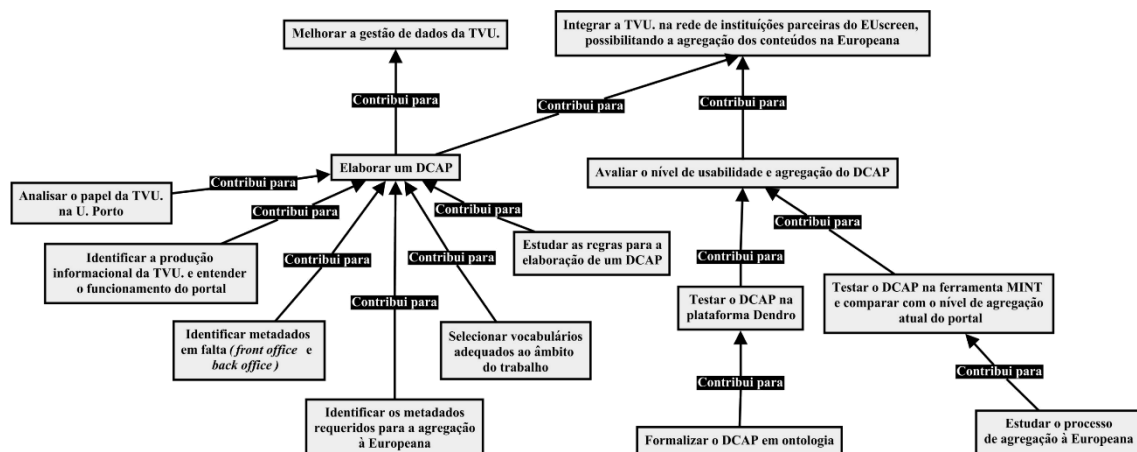 Melhorar a gestão de dados da TVU.
Integrar a TVU. na rede de instituíções parceiras do EUscreen,
possibilitando a agregação dos conteúdos na Europeana
Contribui para
Contribui para
Contribui para
Elaborar um DCAP
Avaliar o nível de usabilidade e agregação do DCAP
Analisar o papel da TVU.
na U. Porto
Contribui para
Contribui para
Contribui para
Identificar a produção
informacional da TVU. e entender
o funcionamento do portal
Estudar as regras para a
elaboração de um DCAP
Contribui para
Contribui para
Contribui para
Contribui para
Contribui para
Testar o DCAP na
plataforma Dendro
Testar o DCAP na ferramenta MINT
e comparar com o nível de agregação
atual do portal
Identificar metadados
em falta ( front office e
back office )
Selecionar vocabulários
adequados ao âmbito
do trabalho
Contribui para
Contribui para
Identificar os metadados
requeridos para a agregação
à Europeana
Formalizar o DCAP em ontologia
Estudar o processo
de agregação à Europeana